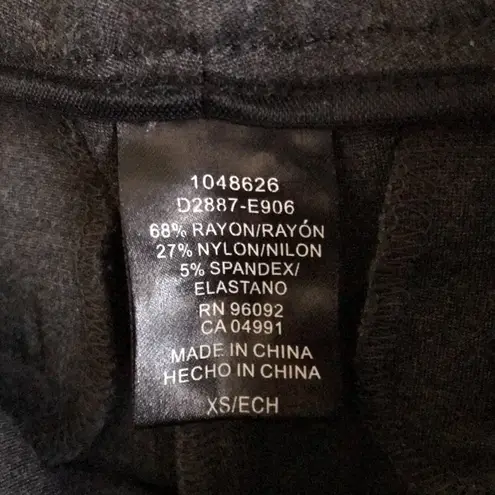 1048626
D2887-E906
68% RAYON/RAYÓN
27% NYLON/NILON
5% SPANDEX/
ELASTANO
RN 96092
CA 04991
MADE IN CHINA
HECHO IN CHINA
XS/ECH